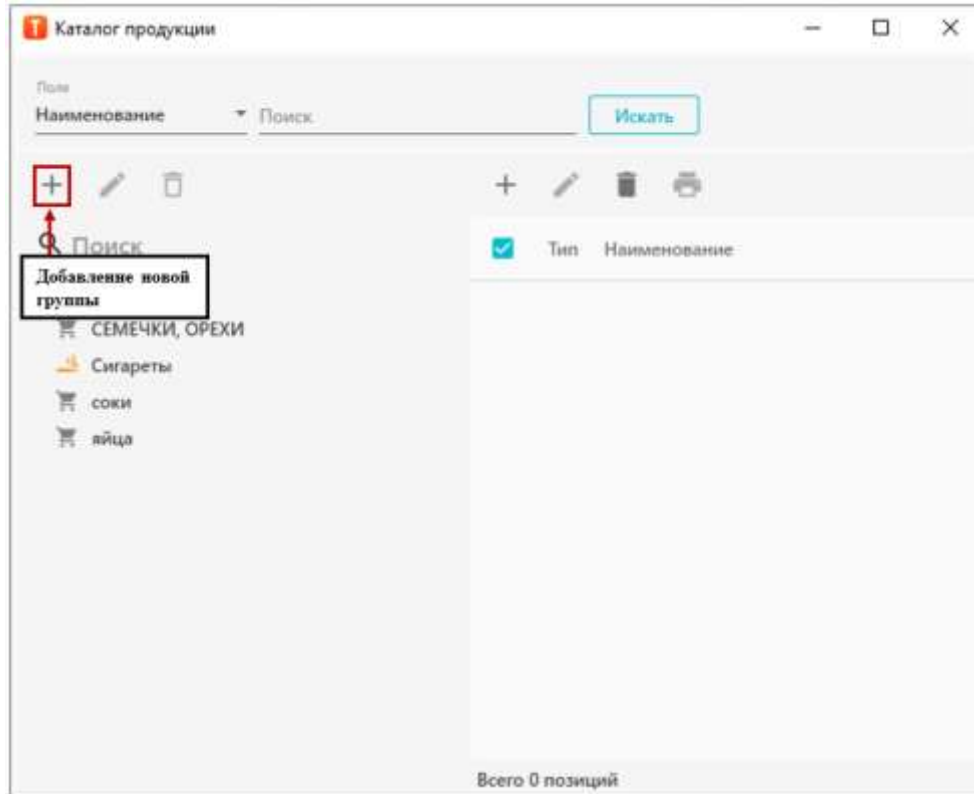 Т Каталог продукции
Поле
Наименование Поиск Искать
Поиск
Добавление новой
группы
Тип Наименование
СЕМЕЧКИ, ОРЕХИ
Сигареты
соки
яйца
Всего 0 позиций